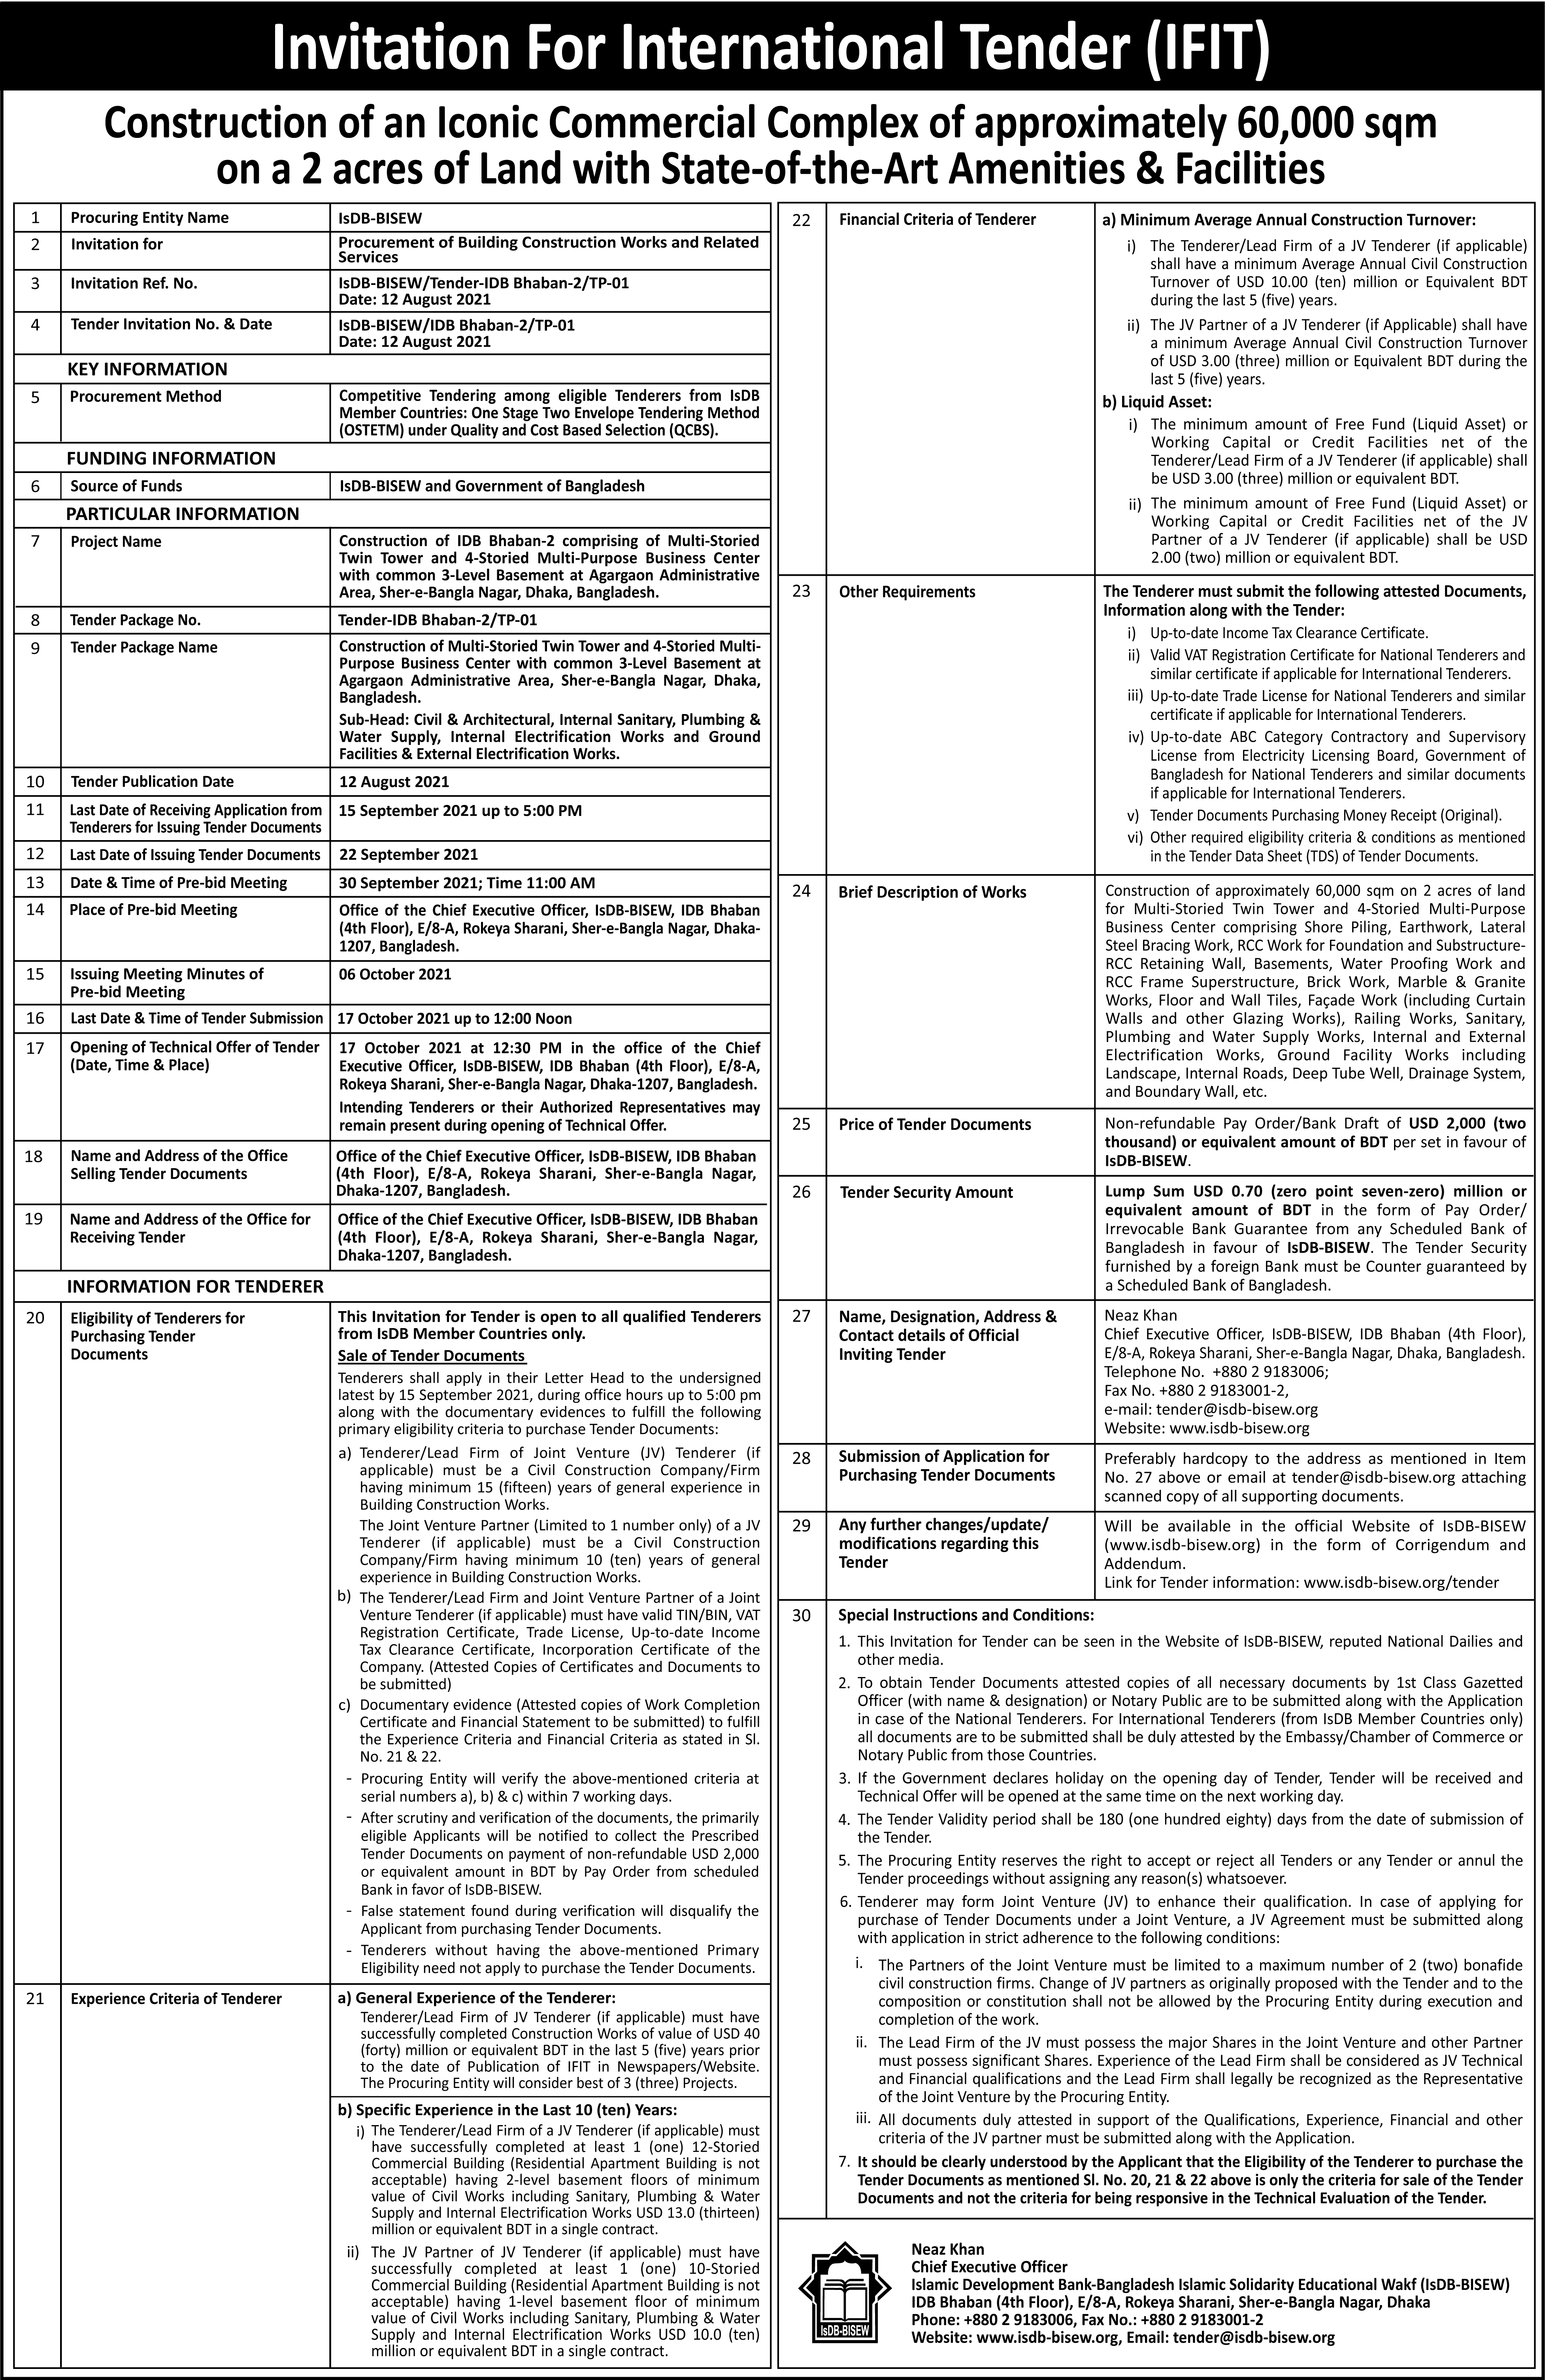 Invitation For International Tender (IFIT)
Construction of an Iconic Commercial Complex of approximately 60,000 sqm
on a 2 acres of Land with State-of-the-Art Amenities & Facilities
1 Procuring Entity Name IsDB-BISEW
2 Invitation for Procurement of Building Construction Works and Related
Services
3 Invitation Ref. No. IsDB-BISEW/Tender-IDB Bhaban-2/TP-01
Date: 12 August 2021
4 Tender Invitation No. & Date IsDB-BISEW/IDB Bhaban-2/TP-01
Date: 12 August 2021
KEY INFORMATION
5 Procurement Method Competitive Tendering among eligible Tenderers from IsDB
Member Countries: One Stage Two Envelope Tendering Method
(OSTETM) under Quality and Cost Based Selection (QCBS).
FUNDING INFORMATION
6 Source of Funds IsDB-BISEW and Government of Bangladesh
PARTICULAR INFORMATION
7 Project Name Construction of IDB Bhaban-2 comprising of Multi-Storied
Twin Tower and 4-Storied Multi-Purpose Business Center
with common 3-Level Basement at Agargaon Administrative
Area, Sher-e-Bangla Nagar, Dhaka, Bangladesh.
8 Tender Package No. Tender-IDB Bhaban-2/TP-01
9 Tender Package Name Construction of Multi-Storied Twin Tower and 4-Storied Multi-
Purpose Business Center with common 3-Level Basement at
Agargaon Administrative Area, Sher-e-Bangla Nagar, Dhaka,
Bangladesh.
Sub-Head: Civil & Architectural, Internal Sanitary, Plumbing &
Water Supply, Internal Electrification Works and Ground
Facilities & External Electrification Works.
10 Tender Publication Date 12 August 2021
11 Last Date of Receiving Application from 15 September 2021 up to 5:00 PM
Tenderers for Issuing Tender Documents
12 Last Date of Issuing Tender Documents 22 September 2021
13 Date & Time of Pre-bid Meeting 30 September 2021; Time 11:00 AM
14 Place of Pre-bid Meeting Office of the Chief Executive Officer, IsDB-BISEW, IDB Bhaban
(4th Floor), E/8-A, Rokeya Sharani, Sher-e-Bangla Nagar, Dhaka-
1207, Bangladesh.
15 Issuing Meeting Minutes of 06 October 2021
Pre-bid Meeting
16 Last Date & Time of Tender Submission 17 October 2021 up to 12:00 Noon
17 Opening of Technical Offer of Tender 17 October 2021 at 12:30 PM in the office of the Chief
(Date, Time & Place) Executive Officer, IsDB-BISEW, IDB Bhaban (4th Floor), E/8-A,
Rokeya Sharani, Sher-e-Bangla Nagar, Dhaka-1207, Bangladesh.
Intending Tenderers or their Authorized Representatives may
remain present during opening of Technical Offer.
18 Name and Address of the Office Office of the Chief Executive Officer, IsDB-BISEW, IDB Bhaban
Selling Tender Documents (4th Floor), E/8-A, Rokeya Sharani, Sher-e-Bangla Nagar,
Dhaka-1207, Bangladesh.
19 Name and Address of the Office for Office of the Chief Executive Officer, IsDB-BISEW, IDB Bhaban
Receiving Tender (4th Floor), E/8-A, Rokeya Sharani, Sher-e-Bangla Nagar,
Dhaka-1207, Bangladesh.
INFORMATION FOR TENDERER
20 Eligibility of Tenderers for This Invitation for Tender is open to all qualified Tenderers
Purchasing Tender from IsDB Member Countries only.
Documents Sale of Tender Documents
Tenderers shall apply in their Letter Head to the undersigned
latest by 15 September 2021, during office hours up to 5:00 pm
along with the documentary evidences to fulfill the following
primary eligibility criteria to purchase Tender Documents:
a) Tenderer/Lead Firm of Joint Venture (JV) Tenderer (if
applicable) must be a Civil Construction Company/Firm
having minimum 15 (fifteen) years of general experience in
Building Construction Works.
The Joint Venture Partner (Limited to 1 number only) of a JV
Tenderer (if applicable) must be a Civil Construction
Company/Firm having minimum 10 (ten) years of general
experience in Building Construction Works.
b) The Tenderer/Lead Firm and Joint Venture Partner of a Joint
Venture Tenderer (if applicable) must have valid TIN/BIN, VAT
Registration Certificate, Trade License, Up-to-date Income
Tax Clearance Certificate, Incorporation Certificate of the
Company. (Attested Copies of Certificates and Documents to
be submitted)
c) Documentary evidence (Attested copies of Work Completion
Certificate and Financial Statement to be submitted) to fulfill
the Experience Criteria and Financial Criteria as stated in Sl.
No. 21 & 22.
- Procuring Entity will verify the above-mentioned criteria at
serial numbers a), b) & c) within 7 working days.
- After scrutiny and verification of the documents, the primarily
eligible Applicants will be notified to collect the Prescribed
Tender Documents on payment of non-refundable USD 2,000
or equivalent amount in BDT by Pay Order from scheduled
Bank in favor of IsDB-BISEW.
- False statement found during verification will disqualify the
Applicant from purchasing Tender Documents.
- Tenderers without having the above-mentioned Primary
Eligibility need not apply to purchase the Tender Documents.
21 Experience Criteria of Tenderer a) General Experience of the Tenderer:
Tenderer/Lead Firm of JV Tenderer (if applicable) must have
successfully completed Construction Works of value of USD 40
(forty) million or equivalent BDT in the last 5 (five) years prior
to the date of Publication of IFIT in Newspapers/Website.
The Procuring Entity will consider best of 3 (three) Projects.
b) Specific Experience in the Last 10 (ten) Years:
i) The Tenderer/Lead Firm of a JV Tenderer (if applicable) must
have successfully completed at least 1 (one) 12-Storied
Commercial Building (Residential Apartment Building is not
acceptable) having 2-level basement floors of minimum
value of Civil Works including Sanitary, Plumbing & Water
Supply and Internal Electrification Works USD 13.0 (thirteen)
million or equivalent BDT in a single contract.
ii) The JV Partner of JV Tenderer (if applicable) must have
successfully completed at least 1 (one) 10-Storied
Commercial Building (Residential Apartment Building is not
acceptable) having 1-level basement floor of minimum
value of Civil Works including Sanitary, Plumbing & Water
Supply and Internal Electrification Works USD 10.0 (ten)
million or equivalent BDT in a single contract.
22 Financial Criteria of Tenderer a) Minimum Average Annual Construction Turnover:
i) The Tenderer/Lead Firm of a JV Tenderer (if applicable)
shall have a minimum Average Annual Civil Construction
Turnover of USD 10.00 (ten) million or Equivalent BDT
during the last 5 (five) years.
ii) The JV Partner of a JV Tenderer (if Applicable) shall have
a minimum Average Annual Civil Construction Turnover
of USD 3.00 (three) million or Equivalent BDT during the
last 5 (five) years.
b) Liquid Asset:
i) The minimum amount of Free Fund (Liquid Asset) or
Working Capital or Credit Facilities net of the
Tenderer/Lead Firm of a JV Tenderer (if applicable) shall
be USD 3.00 (three) million or equivalent BDT.
ii) The minimum amount of Free Fund (Liquid Asset) or
Working Capital or Credit Facilities net of the JV
Partner of a JV Tenderer (if applicable) shall be USD
2.00 (two) million or equivalent BDT.
23 Other Requirements The Tenderer must submit the following attested Documents,
Information along with the Tender:
i) Up-to-date Income Tax Clearance Certificate.
ii) Valid VAT Registration Certificate for National Tenderers and
similar certificate if applicable for International Tenderers.
iii) Up-to-date Trade License for National Tenderers and similar
certificate if applicable for International Tenderers.
iv) Up-to-date ABC Category Contractory and Supervisory
License from Electricity Licensing Board, Government of
Bangladesh for National Tenderers and similar documents
if applicable for International Tenderers.
v) Tender Documents Purchasing Money Receipt (Original).
vi) Other required eligibility criteria & conditions as mentioned
in the Tender Data Sheet (TDS) of Tender Documents.
24 Brief Description of Works Construction of approximately 60,000 sqm on 2 acres of land
for Multi-Storied Twin Tower and 4-Storied Multi-Purpose
Business Center comprising Shore Piling, Earthwork, Lateral
Steel Bracing Work, RCC Work for Foundation and Substructure-
RCC Retaining Wall, Basements, Water Proofing Work and
RCC Frame Superstructure, Brick Work, Marble & Granite
Works, Floor and Wall Tiles, Façade Work (including Curtain
Walls and other Glazing Works), Railing Works, Sanitary,
Plumbing and Water Supply Works, Internal and External
Electrification Works, Ground Facility Works including
Landscape, Internal Roads, Deep Tube Well, Drainage System,
and Boundary Wall, etc.
25 Price of Tender Documents Non-refundable Pay Order/Bank Draft of USD 2,000 (two
thousand) or equivalent amount of BDT per set in favour of
IsDB-BISEW.
26 Tender Security Amount Lump Sum USD 0.70 (zero point seven-zero) million or
equivalent amount of BDT in the form of Pay Order/
Irrevocable Bank Guarantee from any Scheduled Bank of
Bangladesh in favour of IsDB-BISEW. The Tender Security
furnished by a foreign Bank must be Counter guaranteed by
a Scheduled Bank of Bangladesh.
27 Name, Designation, Address & Neaz Khan
Contact details of Official Chief Executive Officer, IsDB-BISEW, IDB Bhaban (4th Floor),
Inviting Tender E/8-A, Rokeya Sharani, Sher-e-Bangla Nagar, Dhaka, Bangladesh.
Telephone No. +880 2 9183006;
Fax No. +880 2 9183001-2,
e-mail: tender@isdb-bisew.org
Website: www.isdb-bisew.org
28 Submission of Application for Preferably hardcopy to the address as mentioned in Item
Purchasing Tender Documents No. 27 above or email at tender@isdb-bisew.org attaching
scanned copy of all supporting documents.
29 Any further changes/update/ Will be available in the official Website of IsDB-BISEW
modifications regarding this (www.isdb-bisew.org) in the form of Corrigendum and
Tender Addendum.
Link for Tender information: www.isdb-bisew.org/tender
30 Special Instructions and Conditions:
1. This Invitation for Tender can be seen in the Website of IsDB-BISEW, reputed National Dailies and
other media.
2. To obtain Tender Documents attested copies of all necessary documents by 1st Class Gazetted
Officer (with name & designation) or Notary Public are to be submitted along with the Application
in case of the National Tenderers. For International Tenderers (from IsDB Member Countries only)
all documents are to be submitted shall be duly attested by the Embassy/Chamber of Commerce or
Notary Public from those Countries.
3. If the Government declares holiday on the opening day of Tender, Tender will be received and
Technical Offer will be opened at the same time on the next working day.
4. The Tender Validity period shall be 180 (one hundred eighty) days from the date of submission of
the Tender.
5. The Procuring Entity reserves the right to accept or reject all Tenders or any Tender or annul the
Tender proceedings without assigning any reason(s) whatsoever.
6. Tenderer may form Joint Venture (JV) to enhance their qualification. In case of applying for
purchase of Tender Documents under a Joint Venture, a JV Agreement must be submitted along
with application in strict adherence to the following conditions:
i. The Partners of the Joint Venture must be limited to a maximum number of 2 (two) bonafide
civil construction firms. Change of JV partners as originally proposed with the Tender and to the
composition or constitution shall not be allowed by the Procuring Entity during execution and
completion of the work.
ii. The Lead Firm of the JV must possess the major Shares in the Joint Venture and other Partner
must possess significant Shares. Experience of the Lead Firm shall be considered as JV Technical
and Financial qualifications and the Lead Firm shall legally be recognized as the Representative
of the Joint Venture by the Procuring Entity.
iii. All documents duly attested in support of the Qualifications, Experience, Financial and other
criteria of the JV partner must be submitted along with the Application.
7. It should be clearly understood by the Applicant that the Eligibility of the Tenderer to purchase the
Tender Documents as mentioned Sl. No. 20, 21 & 22 above is only the criteria for sale of the Tender
Documents and not the criteria for being responsive in the Technical Evaluation of the Tender.
IsDB-BISEW
Neaz Khan
Chief Executive Officer
Islamic Development Bank-Bangladesh Islamic Solidarity Educational Wakf (IsDB-BISEW)
IDB Bhaban (4th Floor), E/8-A, Rokeya Sharani, Sher-e-Bangla Nagar, Dhaka
Phone: +880 2 9183006, Fax No.: +880 2 9183001-2
Website: www.isdb-bisew.org, Email: tender@isdb-bisew.org